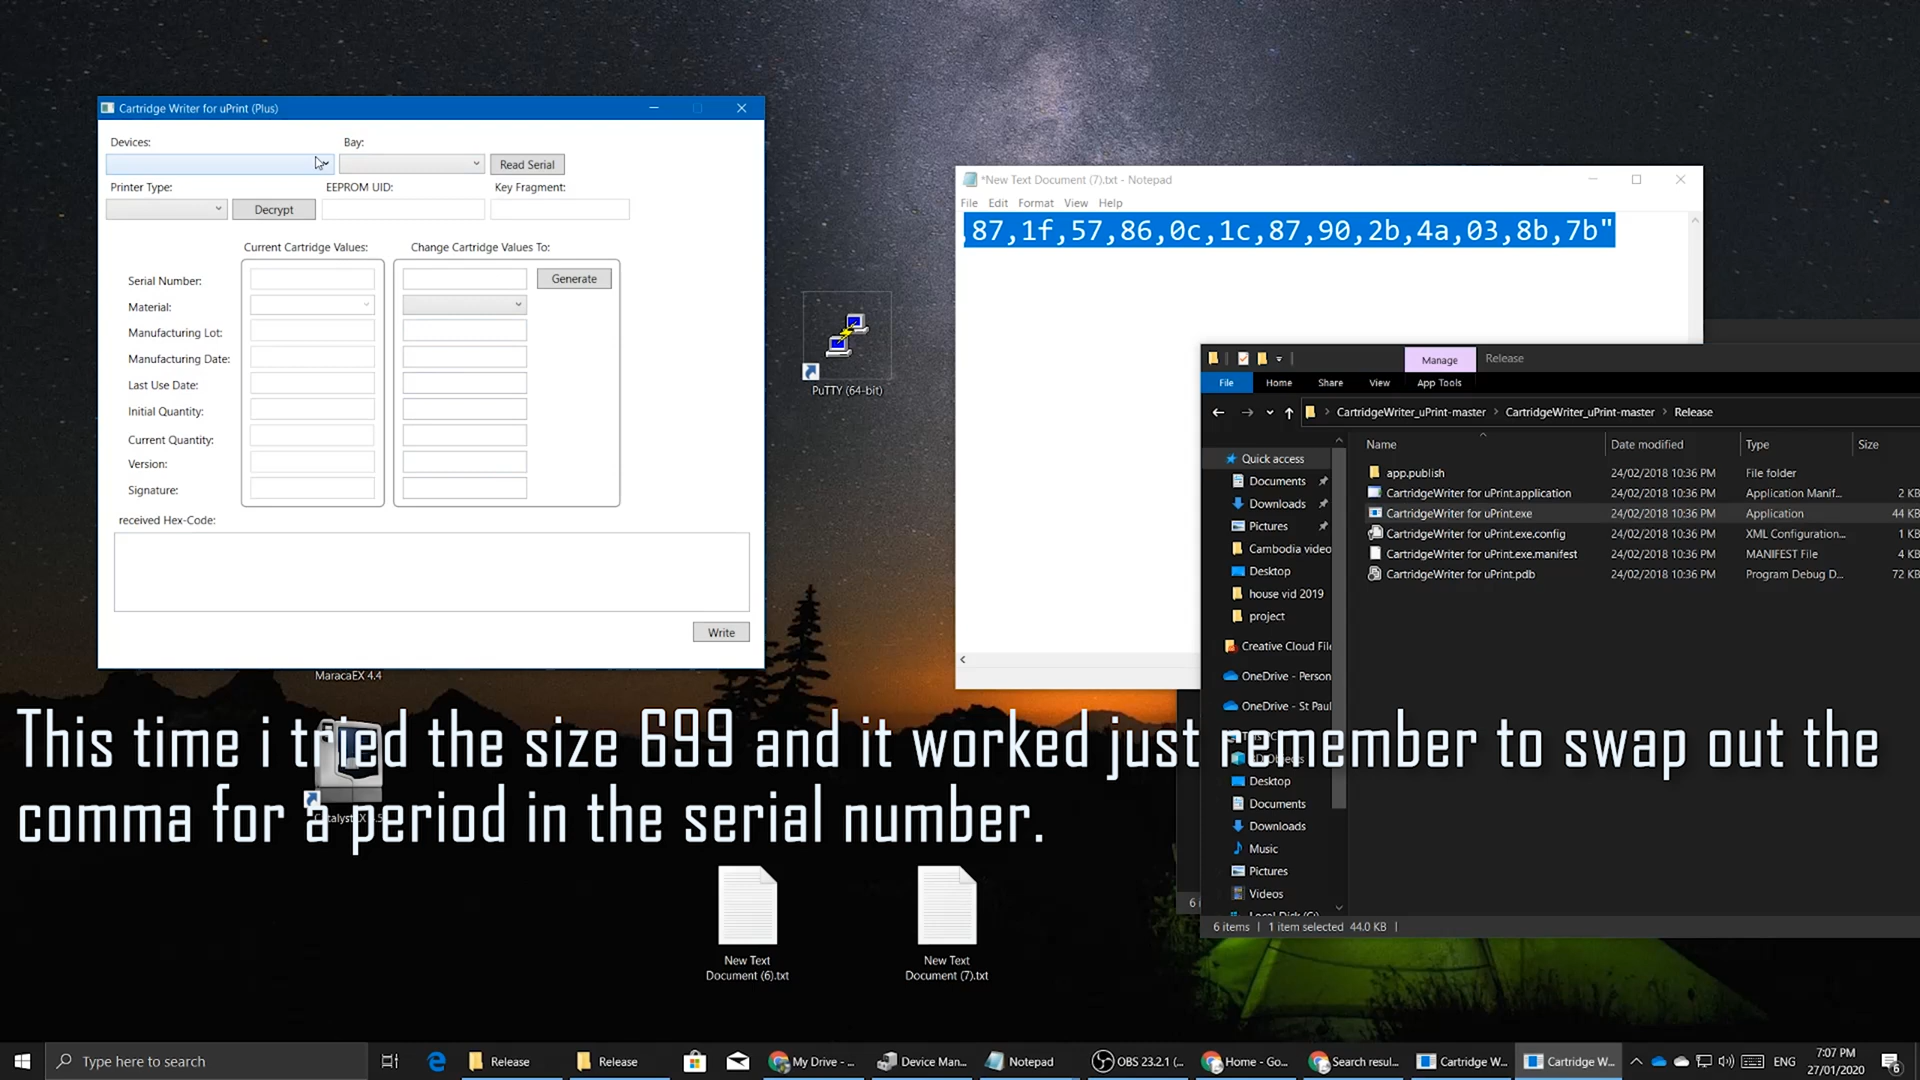 Cartridge Writer for uPrint (Plus)
Devices:
Bay:
Read Serial
Printer Type:
EEPROM UID:
Key Fragment:
Decrypt
Current Cartridge Values:
Change Cartridge Values To:
Serial Number:
Generate
Material:
Manufacturing Lot:
Manufacturing Date:
Last Use Date:
Initial Quantity:
Current Quantity:
Version:
Signature:
received Hex-Code:
Write
MaracaEX 4.4
PuTTY (64-bit)
*New Text Document (7).txt - Notepad
File Edit Format View Help
,87,1f,57,86,0c,1c,87,90,2b,4a,03,8b,7b"
Manage
Release
File Home Share View App Tools
CartridgeWriter_uPrint-master
CartridgeWriter_uPrint-master
Release
Name
Date modified
Type
Size
Quick access
Documents
Downloads
Pictures
Cambodia video
Desktop
house vid 2019
project
Creative Cloud File
OneDrive - Person
OneDrive - St Paul
Desktop
Documents
Downloads
Music
Pictures
Videos
app.publish 24/02/2018 10:36 PM File folder
CartridgeWriter for uPrint.application 24/02/2018 10:36 PM Application Manif... 2 KB
CartridgeWriter for uPrint.exe 24/02/2018 10:36 PM Application 44 KB
CartridgeWriter for uPrint.exe.config 24/02/2018 10:36 PM XML Configuration... 1 KB
CartridgeWriter for uPrint.exe.manifest 24/02/2018 10:36 PM MANIFEST File 4 KB
CartridgeWriter for uPrint.pdb 24/02/2018 10:36 PM Program Debug D... 72 KB
6 items 1 item selected 44.0 KB
This time i tried the size 699 and it worked just remember to swap out the
comma for a period in the serial number.
New Text
Document (6).txt
New Text
Document (7).txt
Type here to search
Release
Release
My Drive - ...
Device Man...
Notepad
OBS 23.2.1 (...
Home - Go...
Search resul...
Cartridge W...
Cartridge W...
ENG
7:07 PM
27/01/2020
6